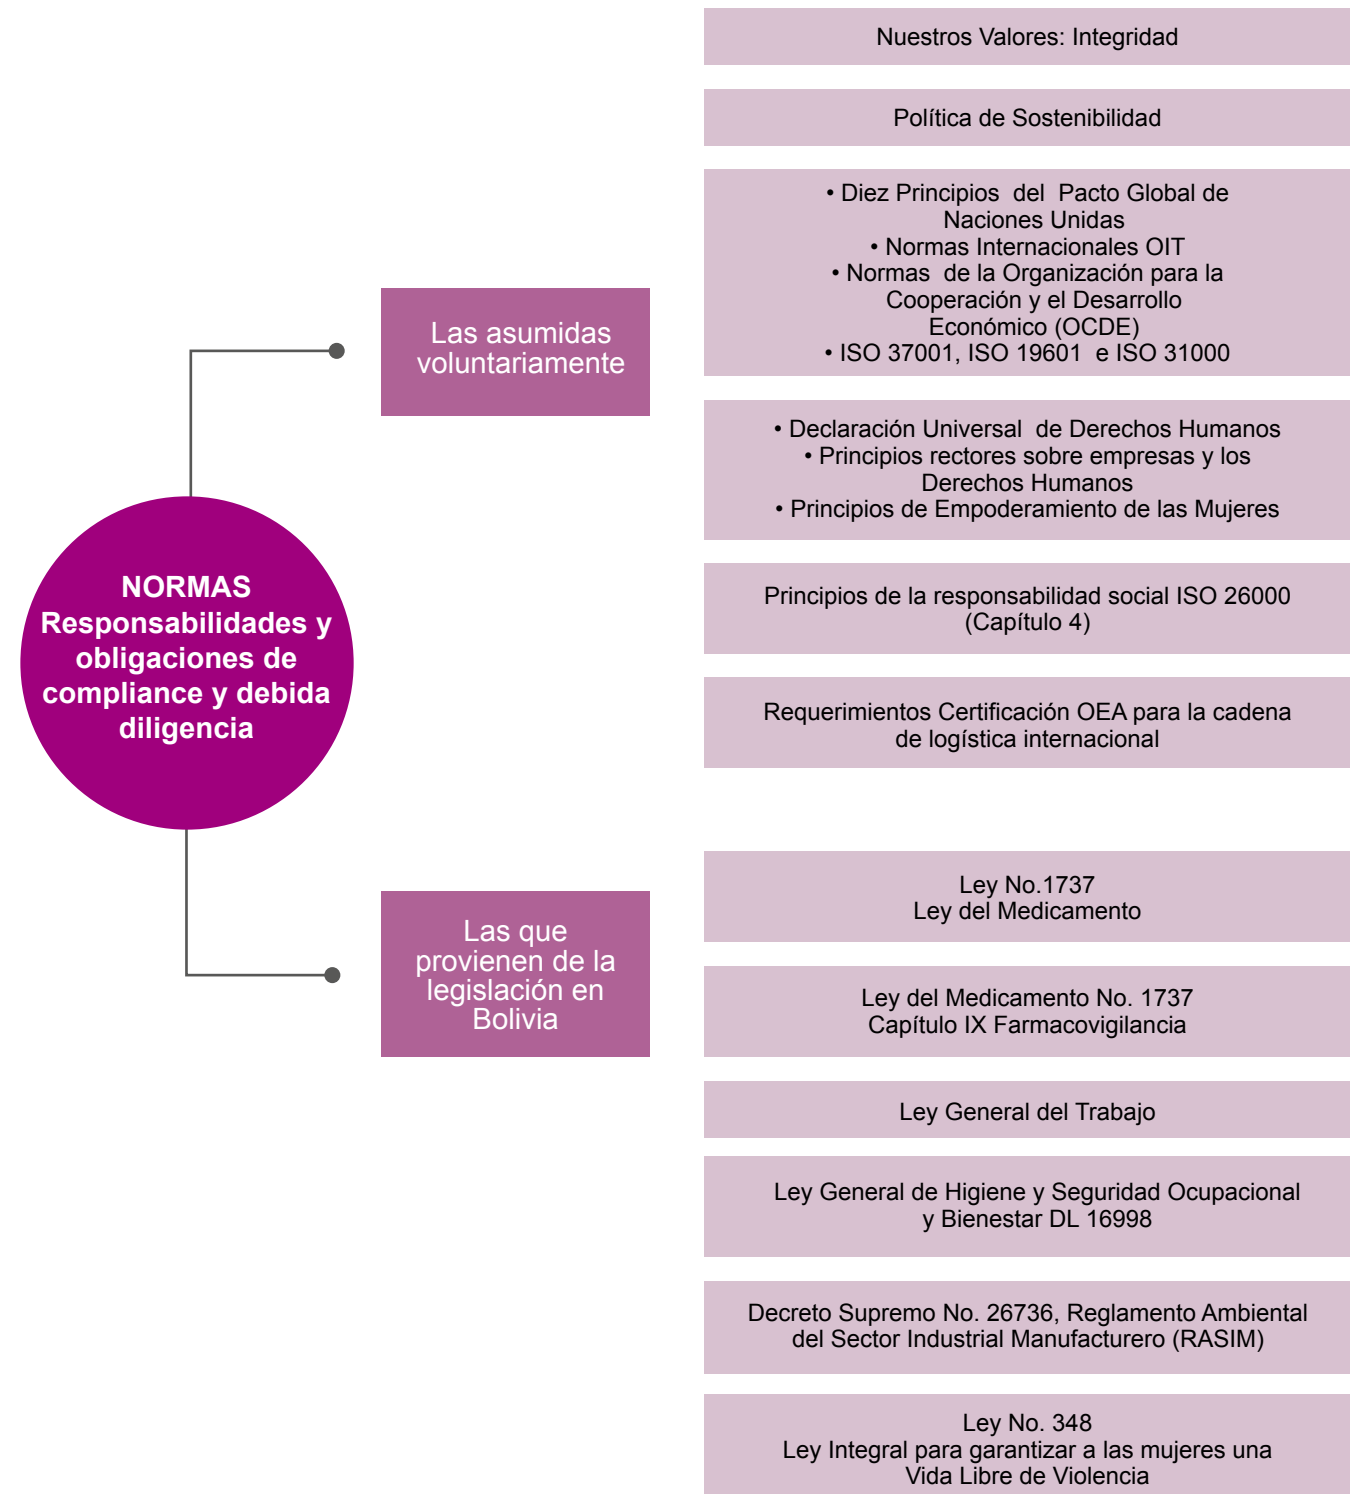 NORMAS
Responsabilidades y
obligaciones de
compliance y debida
diligencia
Las asumidas
voluntariamente
Nuestros Valores: Integridad
Política de Sostenibilidad
• Diez Principios del Pacto Global de
Naciones Unidas
• Normas Internacionales OIT
• Normas de la Organización para la
Cooperación y el Desarrollo
Económico (OCDE)
• ISO 37001, ISO 19601 e ISO 31000
• Declaración Universal de Derechos Humanos
• Principios rectores sobre empresas y los
Derechos Humanos
• Principios de Empoderamiento de las Mujeres
Principios de la responsabilidad social ISO 26000
(Capítulo 4)
Requerimientos Certificación OEA para la cadena
de logística internacional
Las que
provienen de la
legislación en
Bolivia
Ley No.1737
Ley del Medicamento
Ley del Medicamento No. 1737
Capítulo IX Farmacovigilancia
Ley General del Trabajo
Ley General de Higiene y Seguridad Ocupacional
y Bienestar DL 16998
Decreto Supremo No. 26736, Reglamento Ambiental
del Sector Industrial Manufacturero (RASIM)
Ley No. 348
Ley Integral para garantizar a las mujeres una
Vida Libre de Violencia